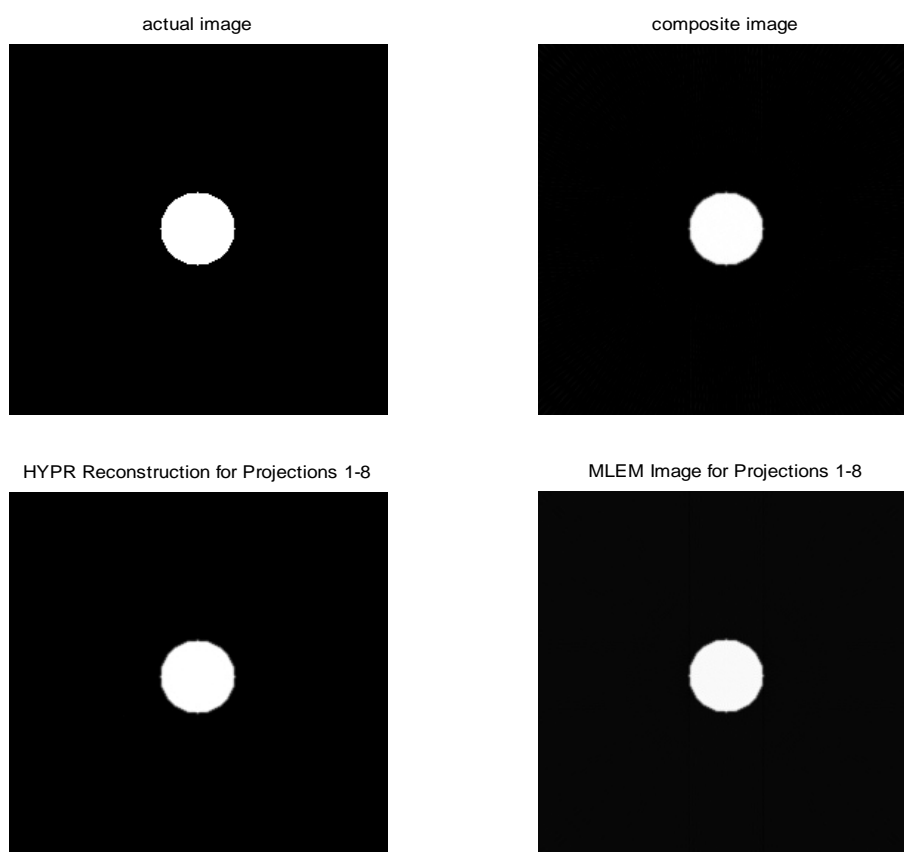 actual image
composite image
HYPR Reconstruction for Projections 1-8
MLEM Image for Projections 1-8